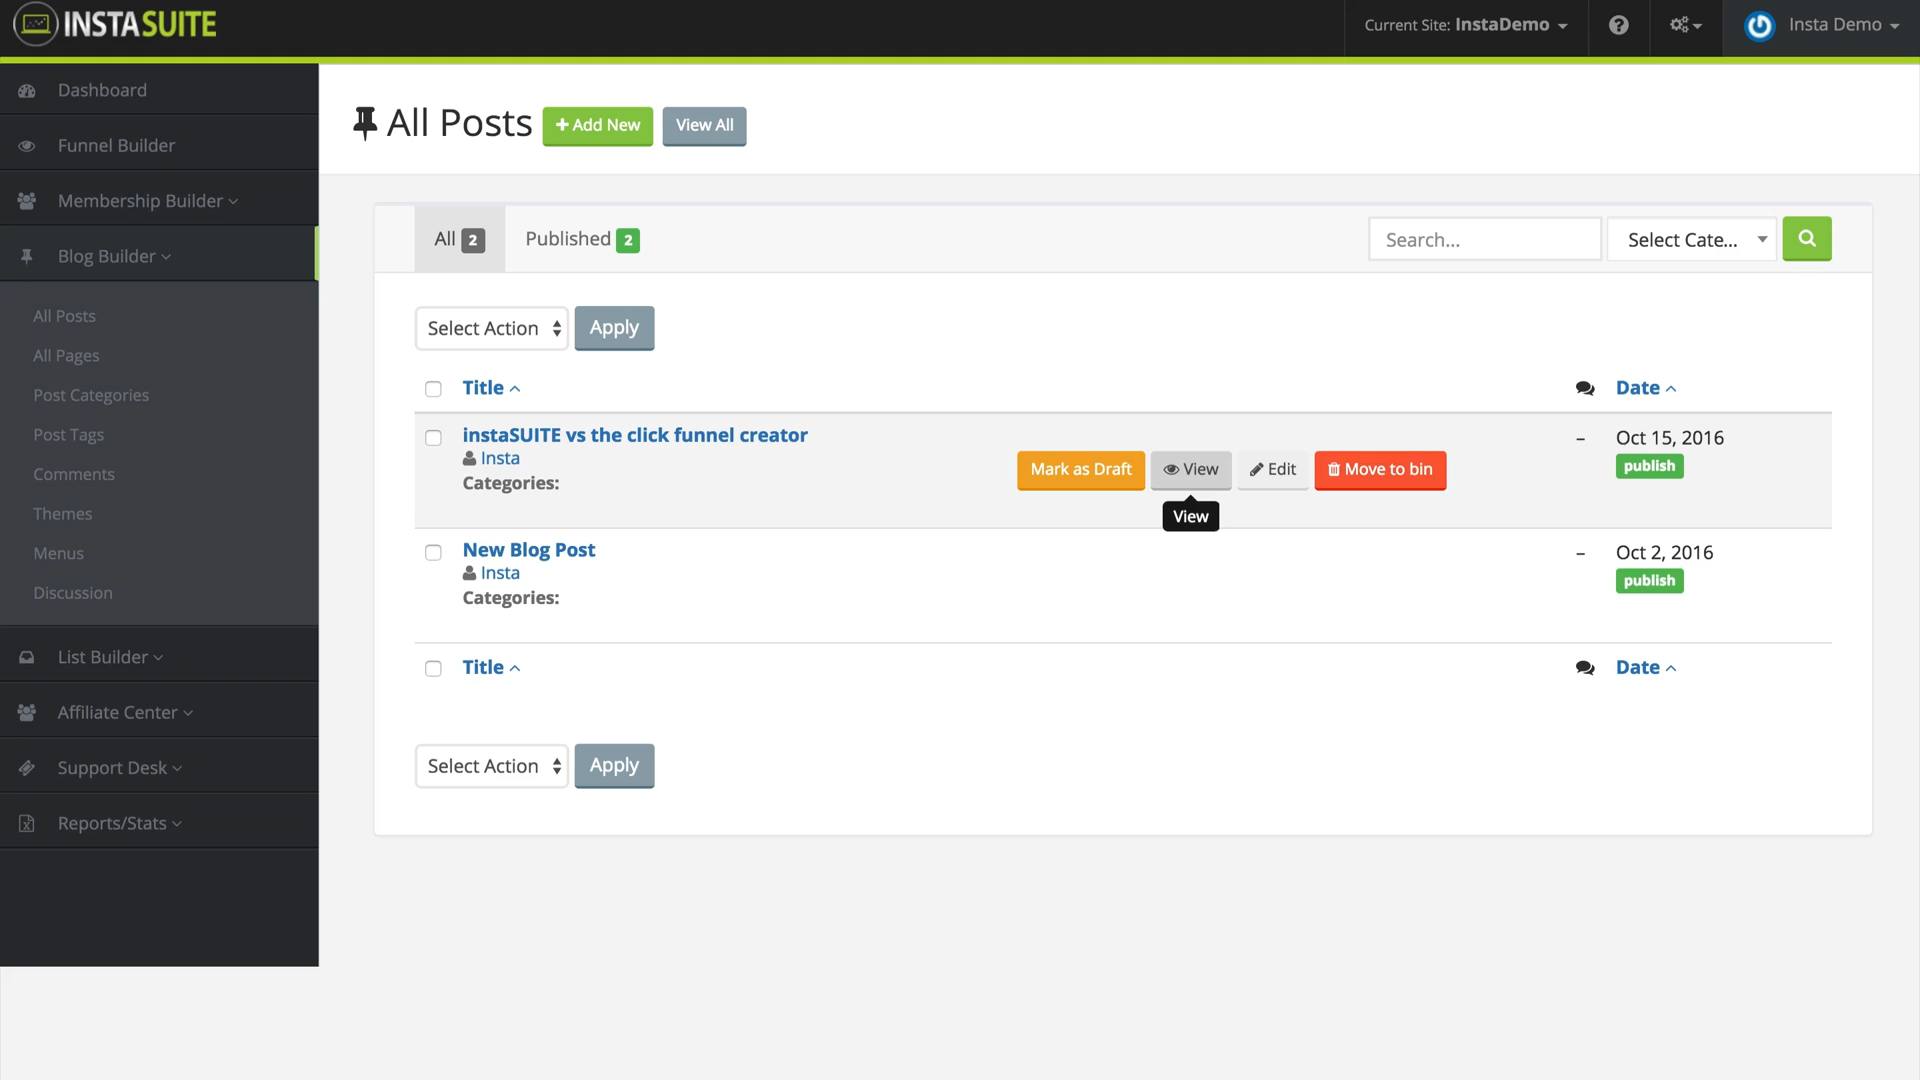 INSTASUITE
Current Site: InstaDemo
Insta Demo
Dashboard
Funnel Builder
Membership Builder
Blog Builder
All Posts
All Pages
Post Categories
Post Tags
Comments
Themes
Menus
Discussion
List Builder
Affiliate Center
Support Desk
Reports/Stats
All Posts
Add New
View All
All 2
Published 2
Search...
Select Cate...
Select Action
Apply
Title
Date
instaSUITE vs the click funnel creator
Insta
Categories:
Mark as Draft
View
Edit
Move to bin
View
–
Oct 15, 2016
publish
New Blog Post
Insta
Categories:
–
Oct 2, 2016
publish
Title
Date
Select Action
Apply